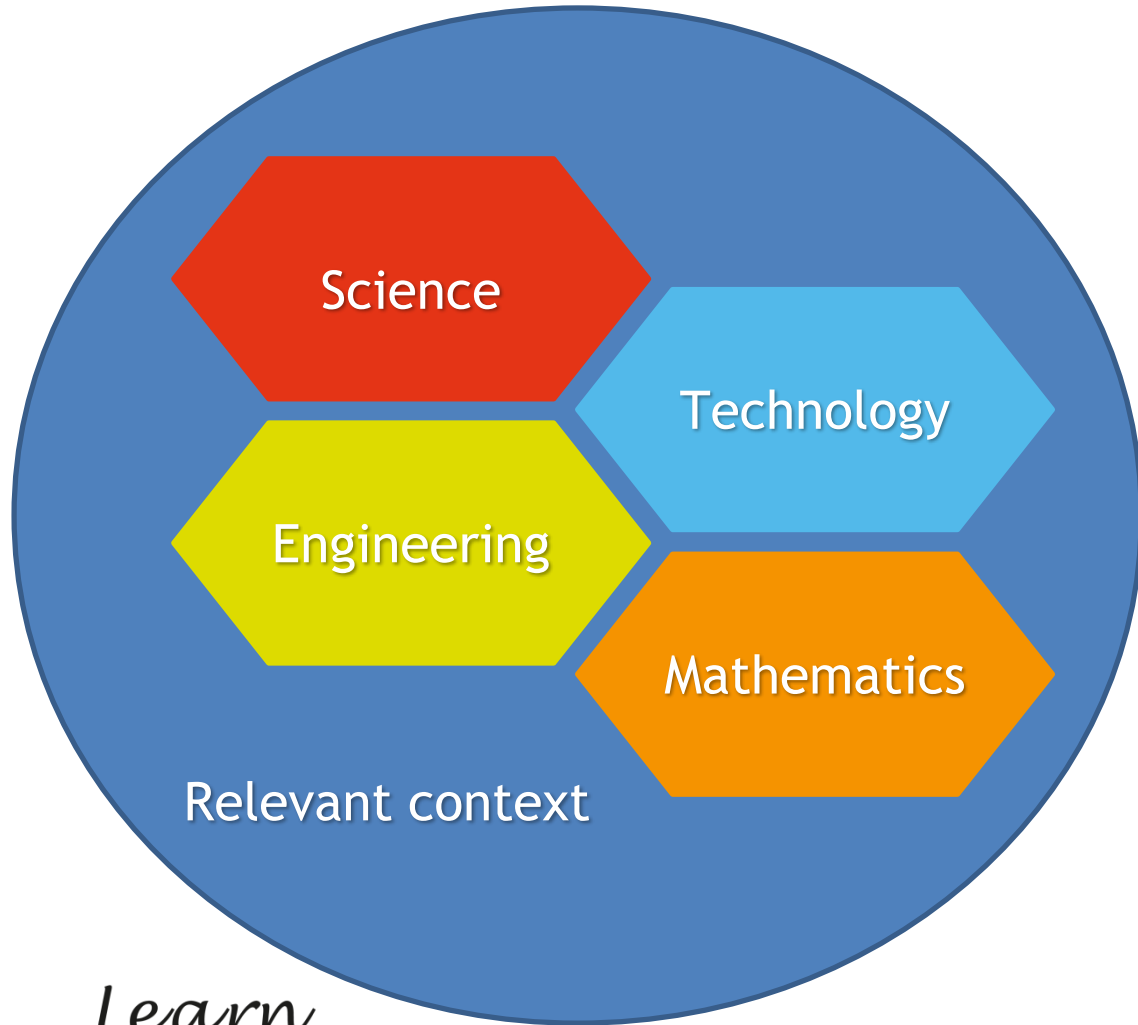 Science
Technology
Engineering
Mathematics
Relevant context
Learn